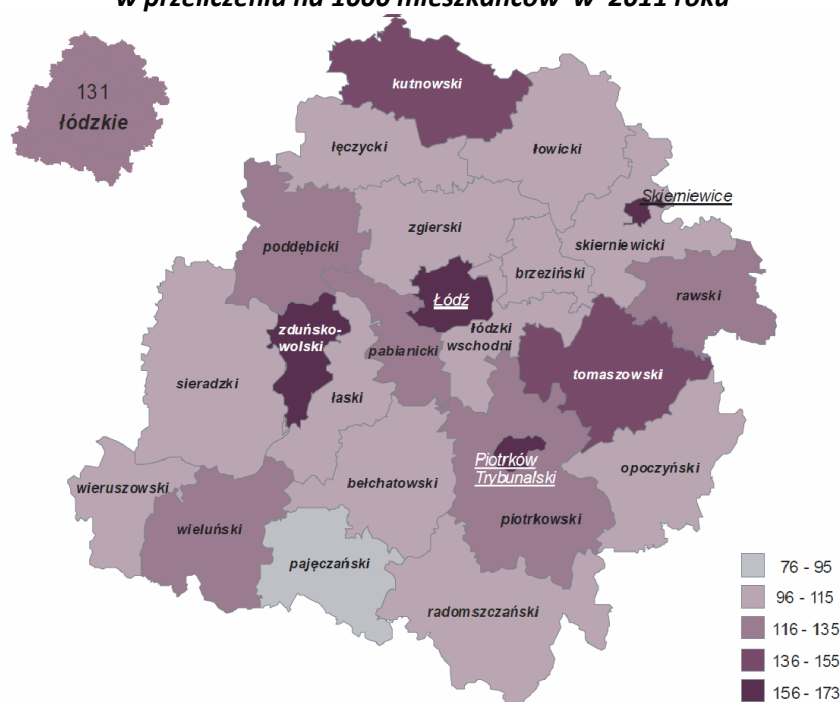 w przeliczeniu na 1000 mieszkańców w 2011 roku
131
łódzkie
kutnowski
łęczycki
łowicki
Skierniewice
zgierski
skierniewicki
poddębicki
brzeziński
rawski
Łódź
zduńsko-
wolski
łódzki
wschodni
pabianicki
tomaszowski
sieradzki
łaski
Piotrków
Trybunalski
opoczyński
wieruszowski
bełchatowski
wieluński
piotrkowski
pajęczański
radomszczański
76 - 95
96 - 115
116 - 135
136 - 155
156 - 173